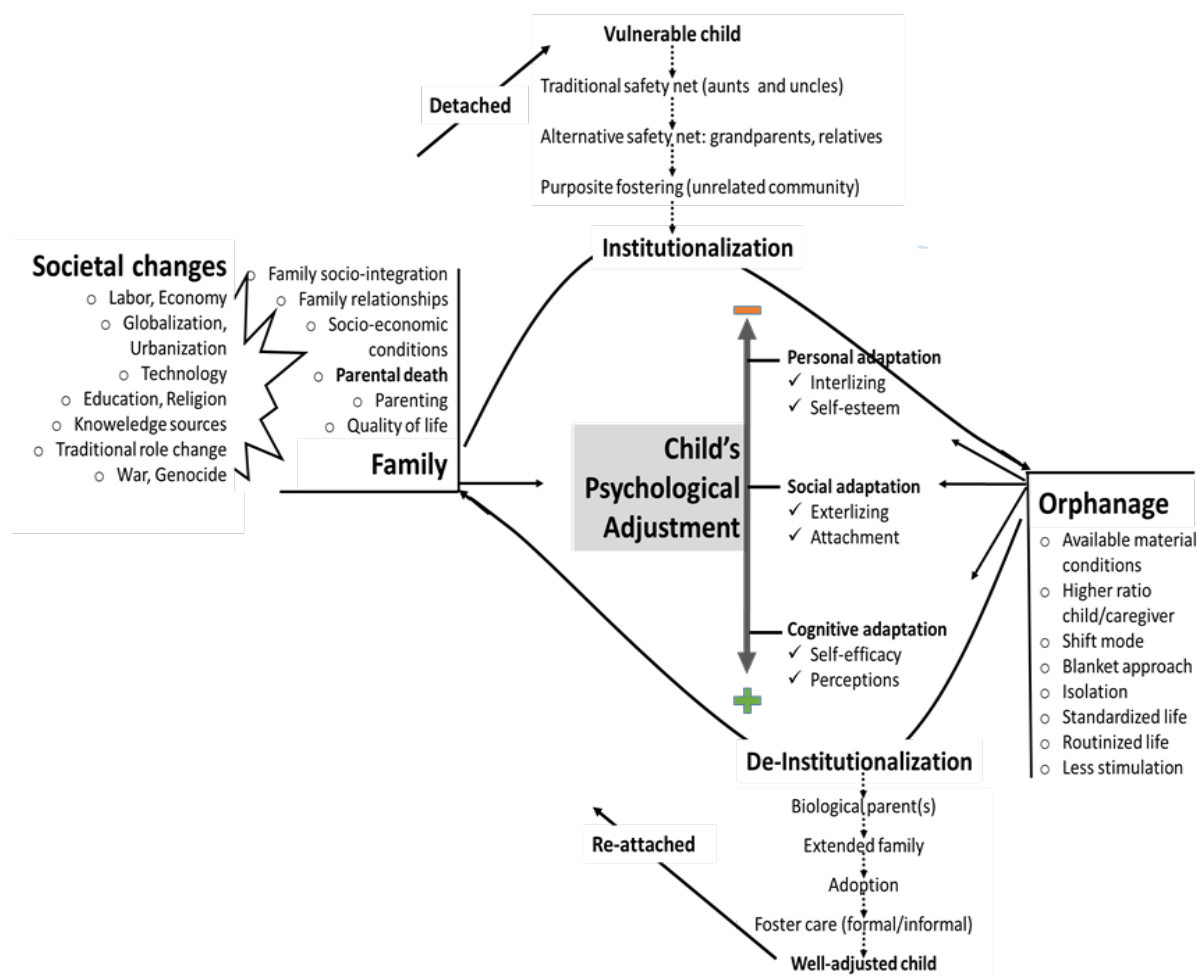 Vulnerable child
Traditional safety net (aunts and uncles)
Alternative safety net: grandparents, relatives
Purposite fostering (unrelated community)
Detached
Institutionalization
Societal changes
○ Labor, Economy
○ Globalization,
Urbanization
○ Technology
○ Education, Religion
○ Knoweledge sources
○ Traditional role change
○ War, Genocide
○ Family socio-integration
○ Family relationships
○ Socio-economic
conditions
○ Parental death
○ Parenting
○ Quality of life
Family
Child's
Psychological
Adjustment
Personal adaptation
✓ Interlizing
✓ Self-esteem
Social adaptation
✓ Exterlizing
✓ Attachment
Cognitive adaptation
✓ Self-efficacy
✓ Perceptions
Orphanage
○ Available material
conditions
○ Higher ratio
child/caregiver
○ Shift mode
○ Blanket approach
○ Isolation
○ Standardized life
○ Routinized life
○ Less stimulation
De-Institutionalization
Biological parent(s)
Extended family
Adoption
Foster care (formal/informal)
Well-adjusted child
Re-attached